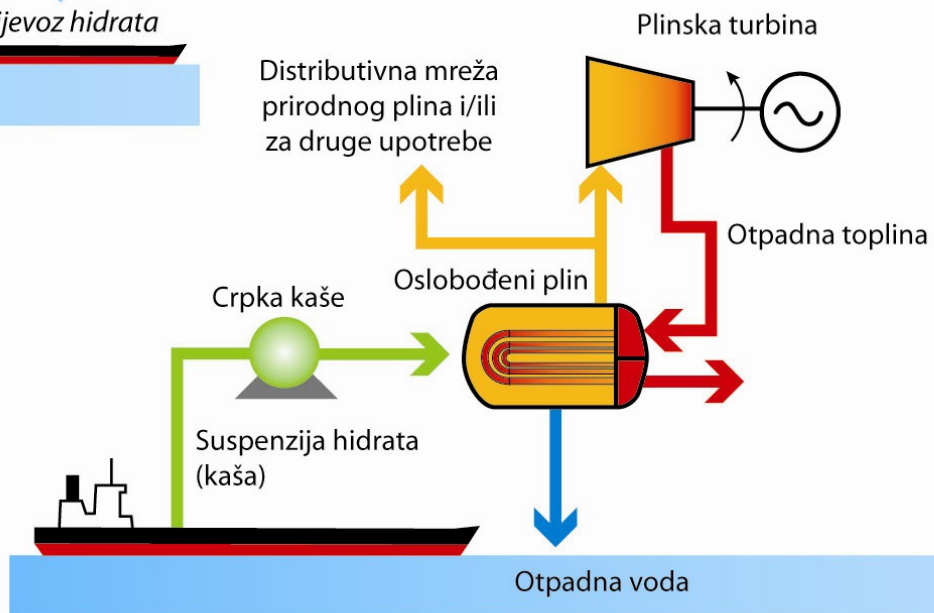 ijevoz hidrata
Plinska turbina
Distributivna mreža
prirodnog plina i/ili
za druge upotrebe
Otpadna toplina
Oslobođeni plin
Crpka kaše
Suspenzija hidrata
(kaša)
Otpadna voda